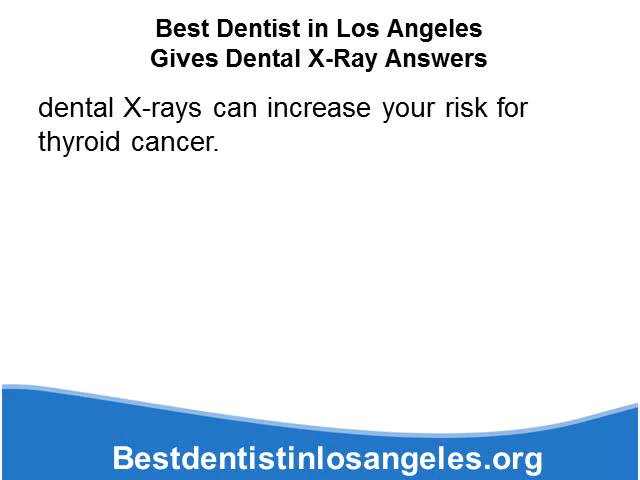 Best Dentist in Los Angeles
Gives Dental X-Ray Answers
dental X-rays can increase your risk for
thyroid cancer.
Bestdentistinlosangeles.org